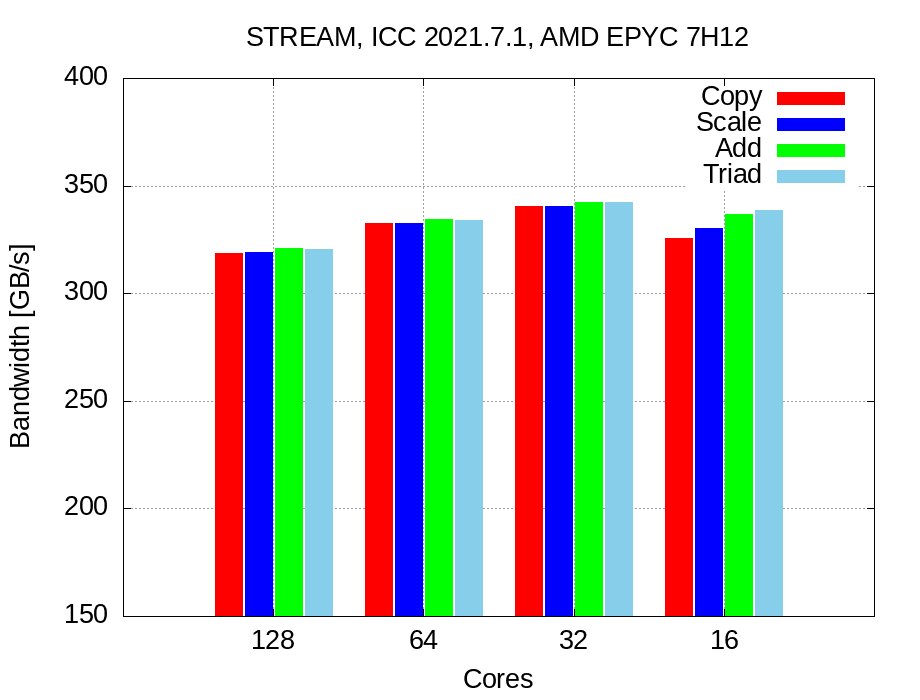 STREAM, ICC 2021.7.1, AMD EPYC 7H12
400
350
300
250
200
150
Bandwidth [GB/s]
Copy
Scale
Add
Triad
128 64 32 16
Cores